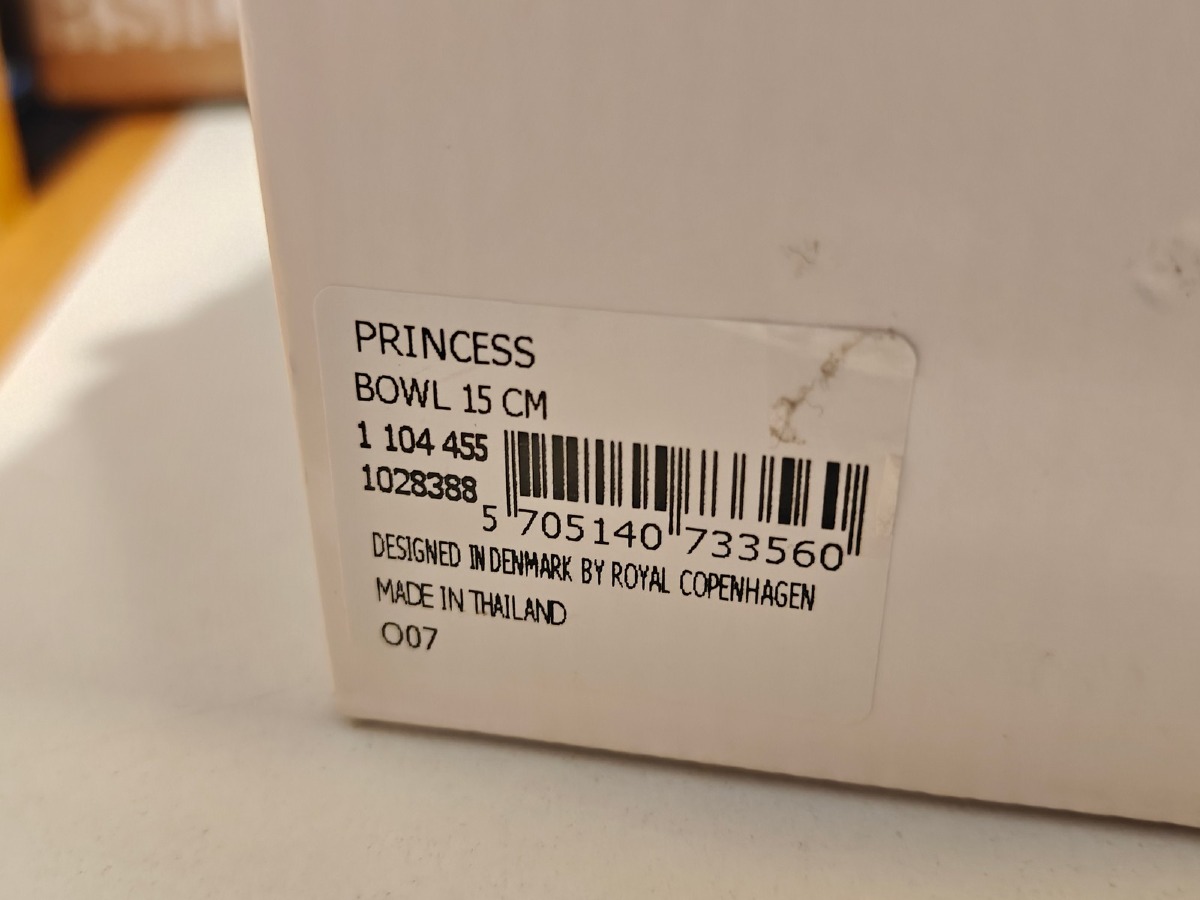 PRINCESS
BOWL 15 CM
1 104 455
1028388
5 705140 733560
DESIGNED IN DENMARK BY ROYAL COPENHAGEN
MADE IN THAILAND
O07